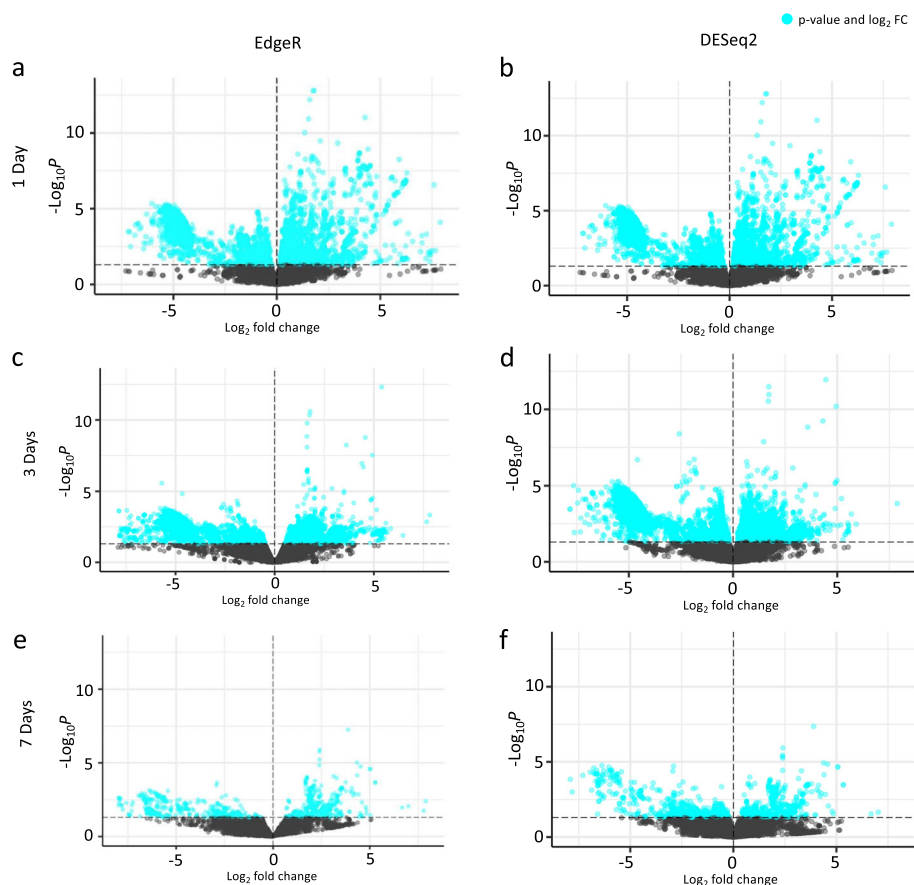 p-value and log₂ FC
EdgeR
DESeq2
a
b
1 Day
-Log₁₀P
10
5
0
-5
0
5
Log₂ fold change
-Log₁₀P
10
5
0
-5
0
5
Log₂ fold change
c
d
3 Days
-Log₁₀P
10
5
0
-5
0
5
Log₂ fold change
-Log₁₀P
10
5
0
-5
0
5
Log₂ fold change
e
f
7 Days
-Log₁₀P
10
5
0
-5
0
5
Log₂ fold change
-Log₁₀P
10
5
0
-5
0
5
Log₂ fold change